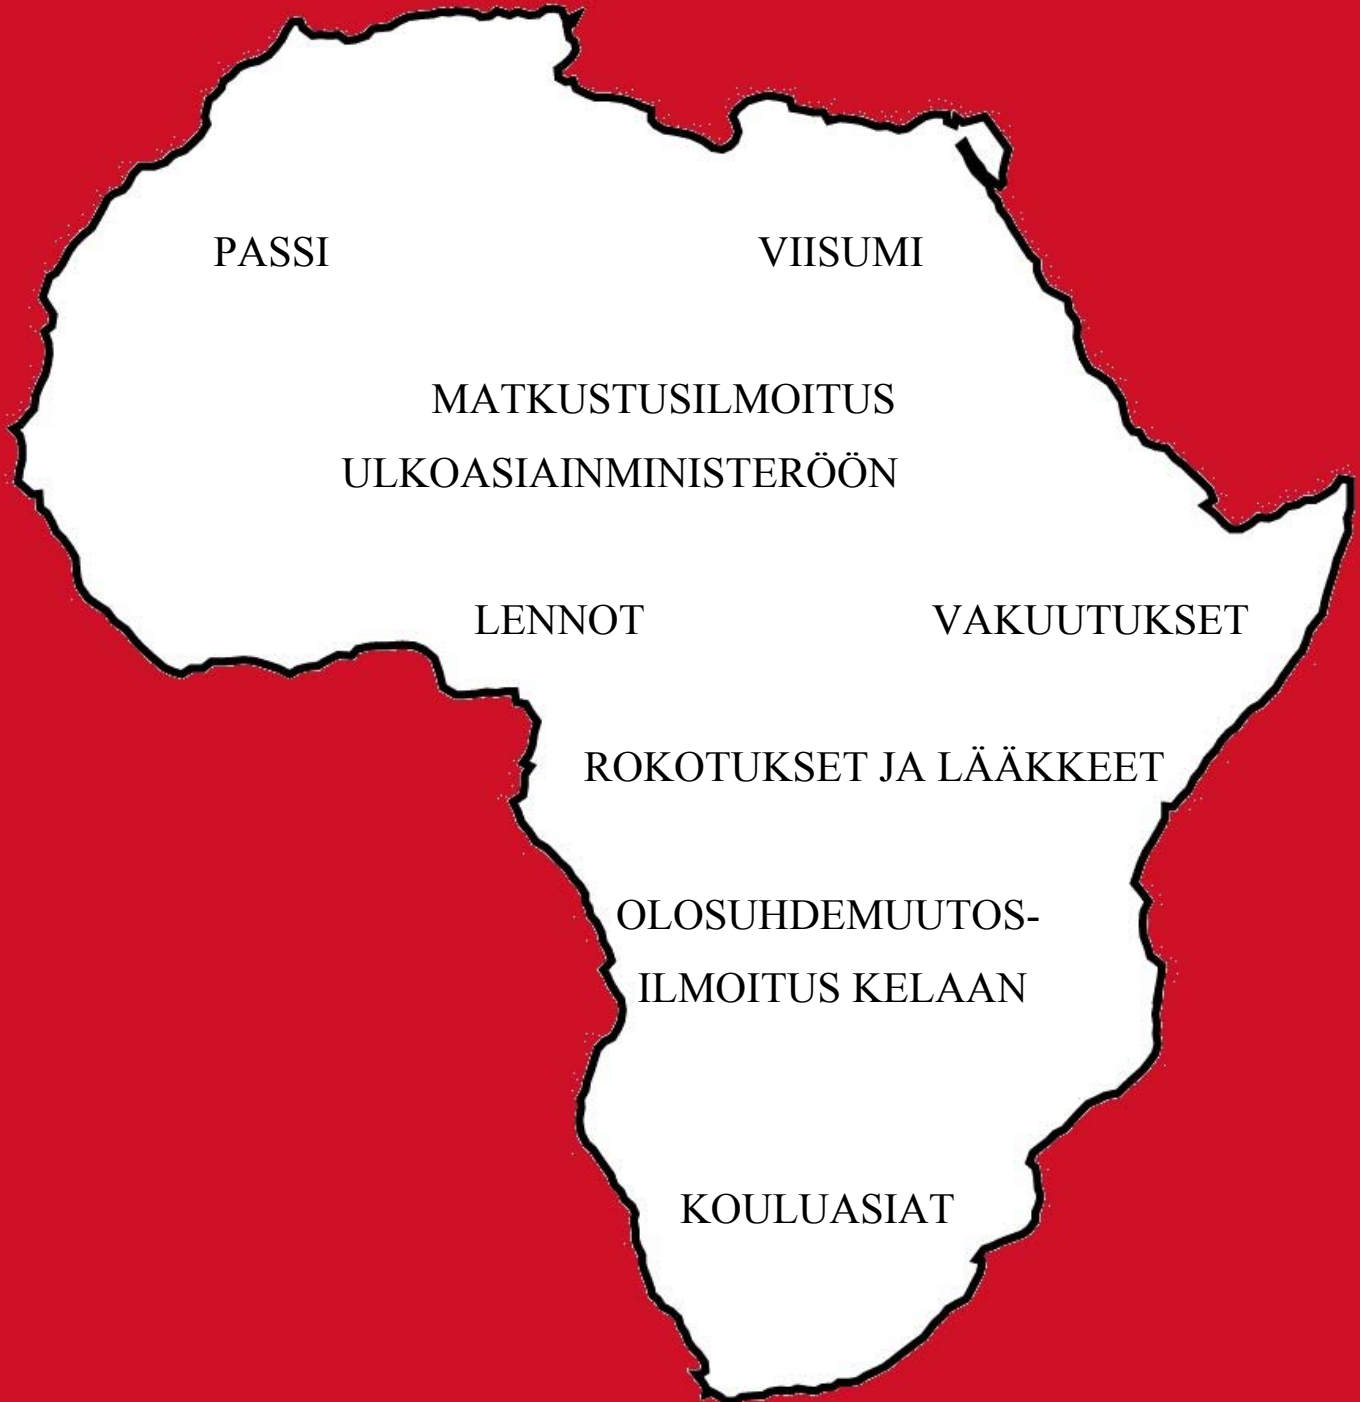 PASSI VIISUMI
MATKUSTUSILMOITUS
ULKOASIAINMINISTERÖÖN
LENNOT VAKUUTUKSET
ROKOTUKSET JA LÄÄKKEET
OLOSUHDEMUUTOS-
ILMOITUS KELAAN
KOULUASIAT